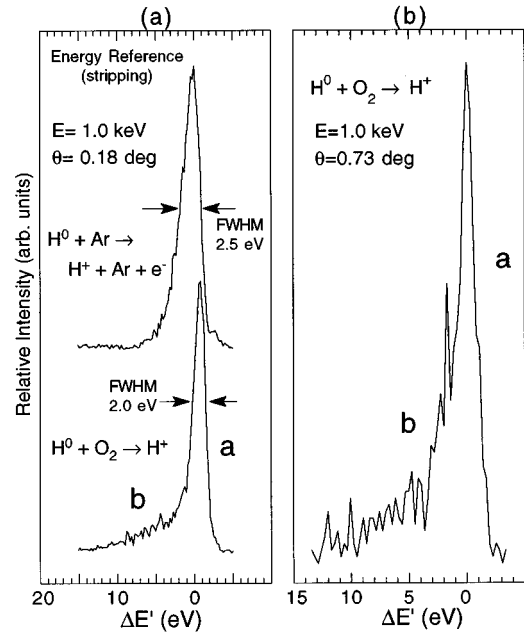 (a)
Energy Reference
(stripping)
E= 1.0 keV
θ= 0.18 deg
FWHM
2.5 eV
H⁰ + Ar →
H⁺ + Ar + e⁻
FWHM
2.0 eV
a
H⁰ + O₂ → H⁺
b
20 10 0
ΔE' (eV)
Relative Intensity (arb. units)
(b)
H⁰ + O₂ → H⁺
E=1.0 keV
θ=0.73 deg
a
b
15 10 5 0
ΔE' (eV)